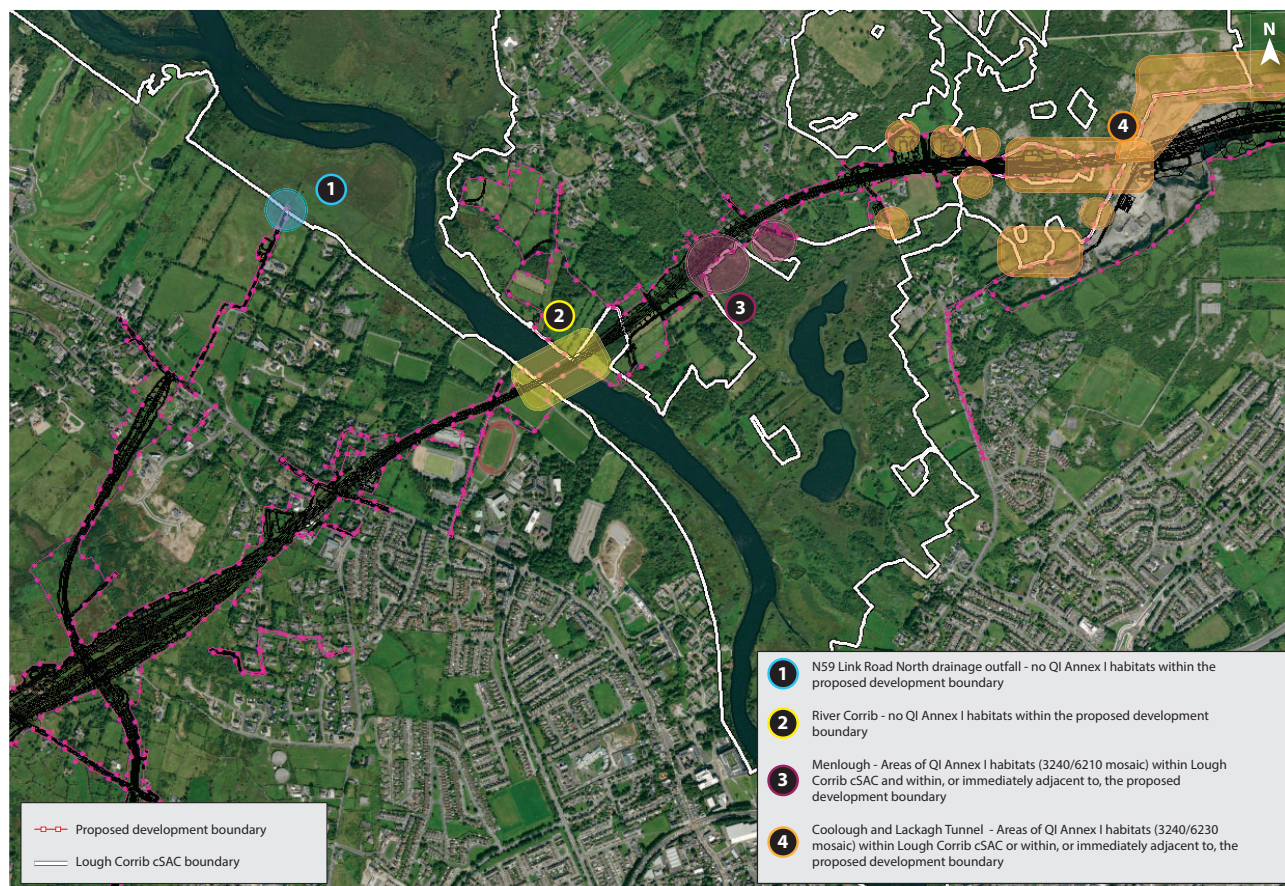 N
1
2
3
4
1
N59 Link Road North drainage outfall - no QI Annex I habitats within the
proposed development boundary
2
River Corrib - no QI Annex I habitats within the proposed development
boundary
3
Menlough - Areas of QI Annex I habitats (3240/6210 mosaic) within Lough
Corrib cSAC and within, or immediately adjacent to, the proposed
development boundary
4
Coolough and Lackagh Tunnel - Areas of QI Annex I habitats (3240/6230
mosaic) within Lough Corrib cSAC or within, or immediately adjacent to, the
proposed development boundary
Proposed development boundary
Lough Corrib cSAC boundary